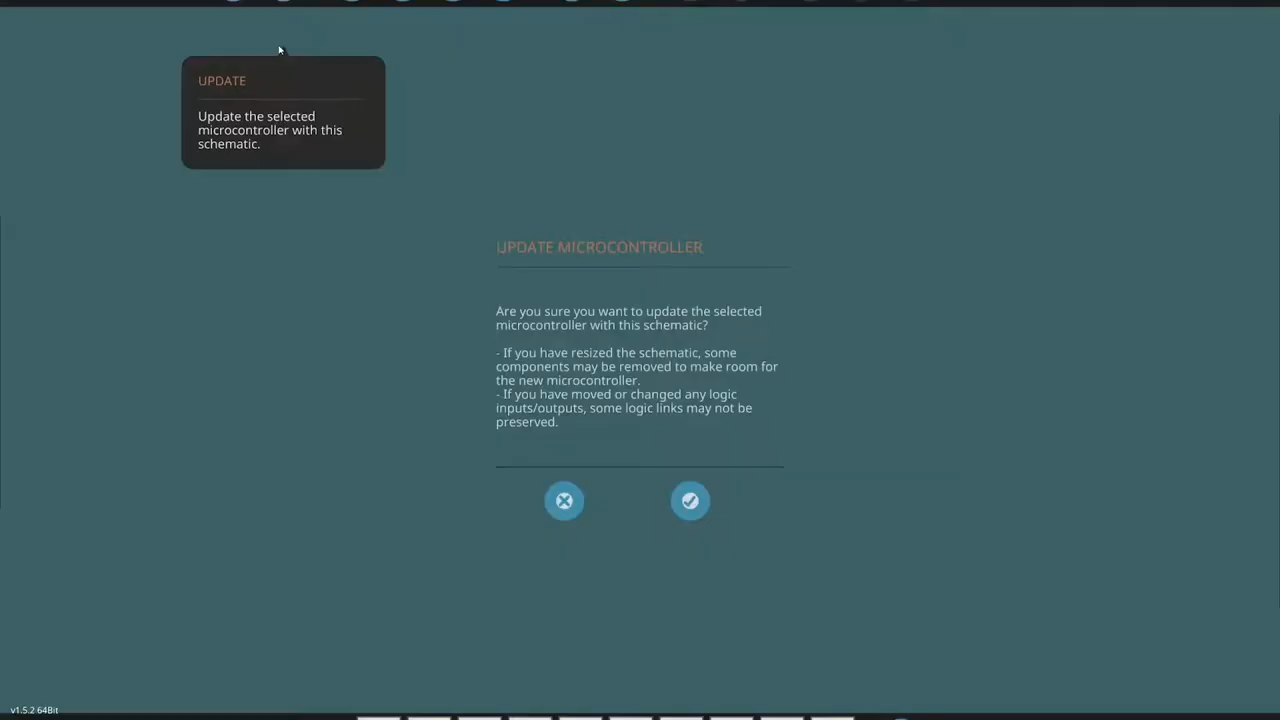 UPDATE
Update the selected
microcontroller with this
schematic.
UPDATE MICROCONTROLLER
Are you sure you want to update the selected
microcontroller with this schematic?
- If you have resized the schematic, some
components may be removed to make room for
the new microcontroller.
- If you have moved or changed any logic
inputs/outputs, some logic links may not be
preserved.
v1.5.2 64Bit